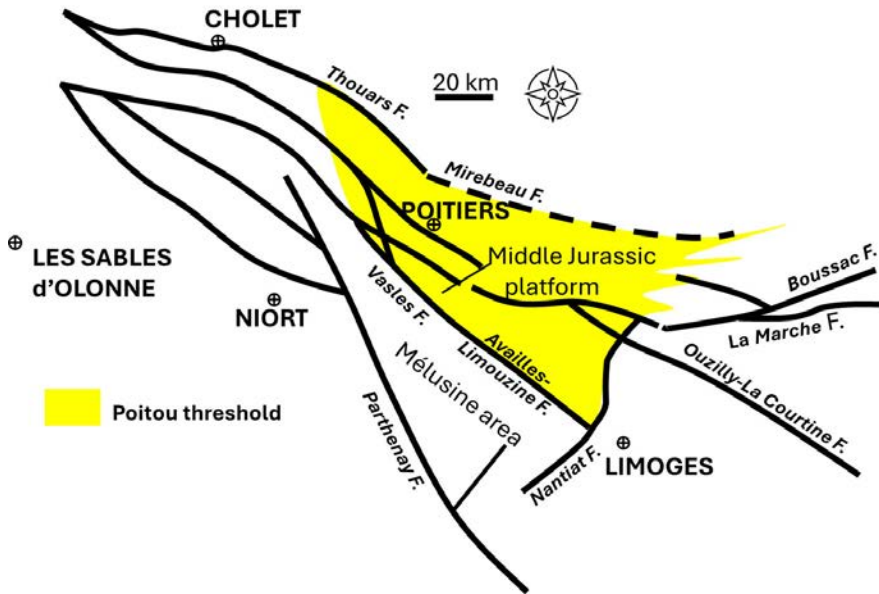 CHOLET
20 km
Thouars F.
Mirebeau F.
POITIERS
LES SABLES
d'OLONNE
Middle Jurassic
platform
Boussac F.
La Marche F.
NIORT
Vasles F.
Availles-
Limouzine F.
Ouzilly-La Courtine F.
Mélusine area
Poitou threshold
Parthenay F.
Nantiat F.
LIMOGES